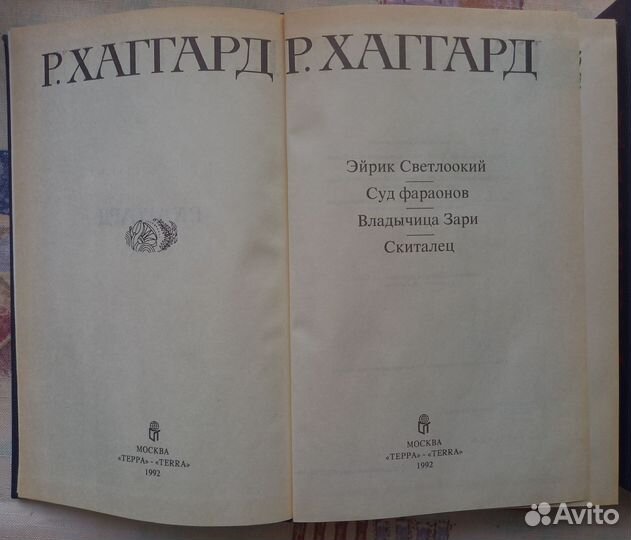 Р. ХАГГАРД
МОСКВА
«ТЕРРА» - «TERRA»
1992
Р. ХАГГАРД
Эйрик Светлоокий
Суд фараонов
Владычица Зари
Скиталец
МОСКВА
«ТЕРРА» - «TERRA»
1992
Avito